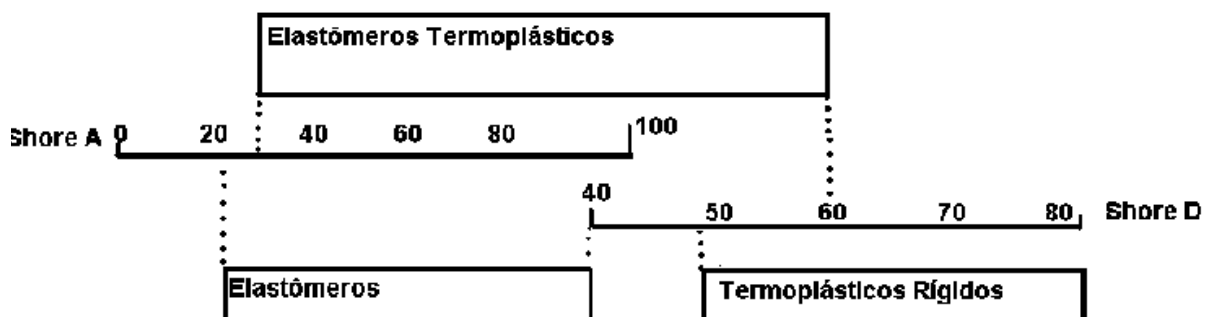 Elastômeros Termoplásticos
Shore A 0 20 40 60 80 100
40 50 60 70 80 Shore D
Elastômeros
Termoplásticos Rígidos